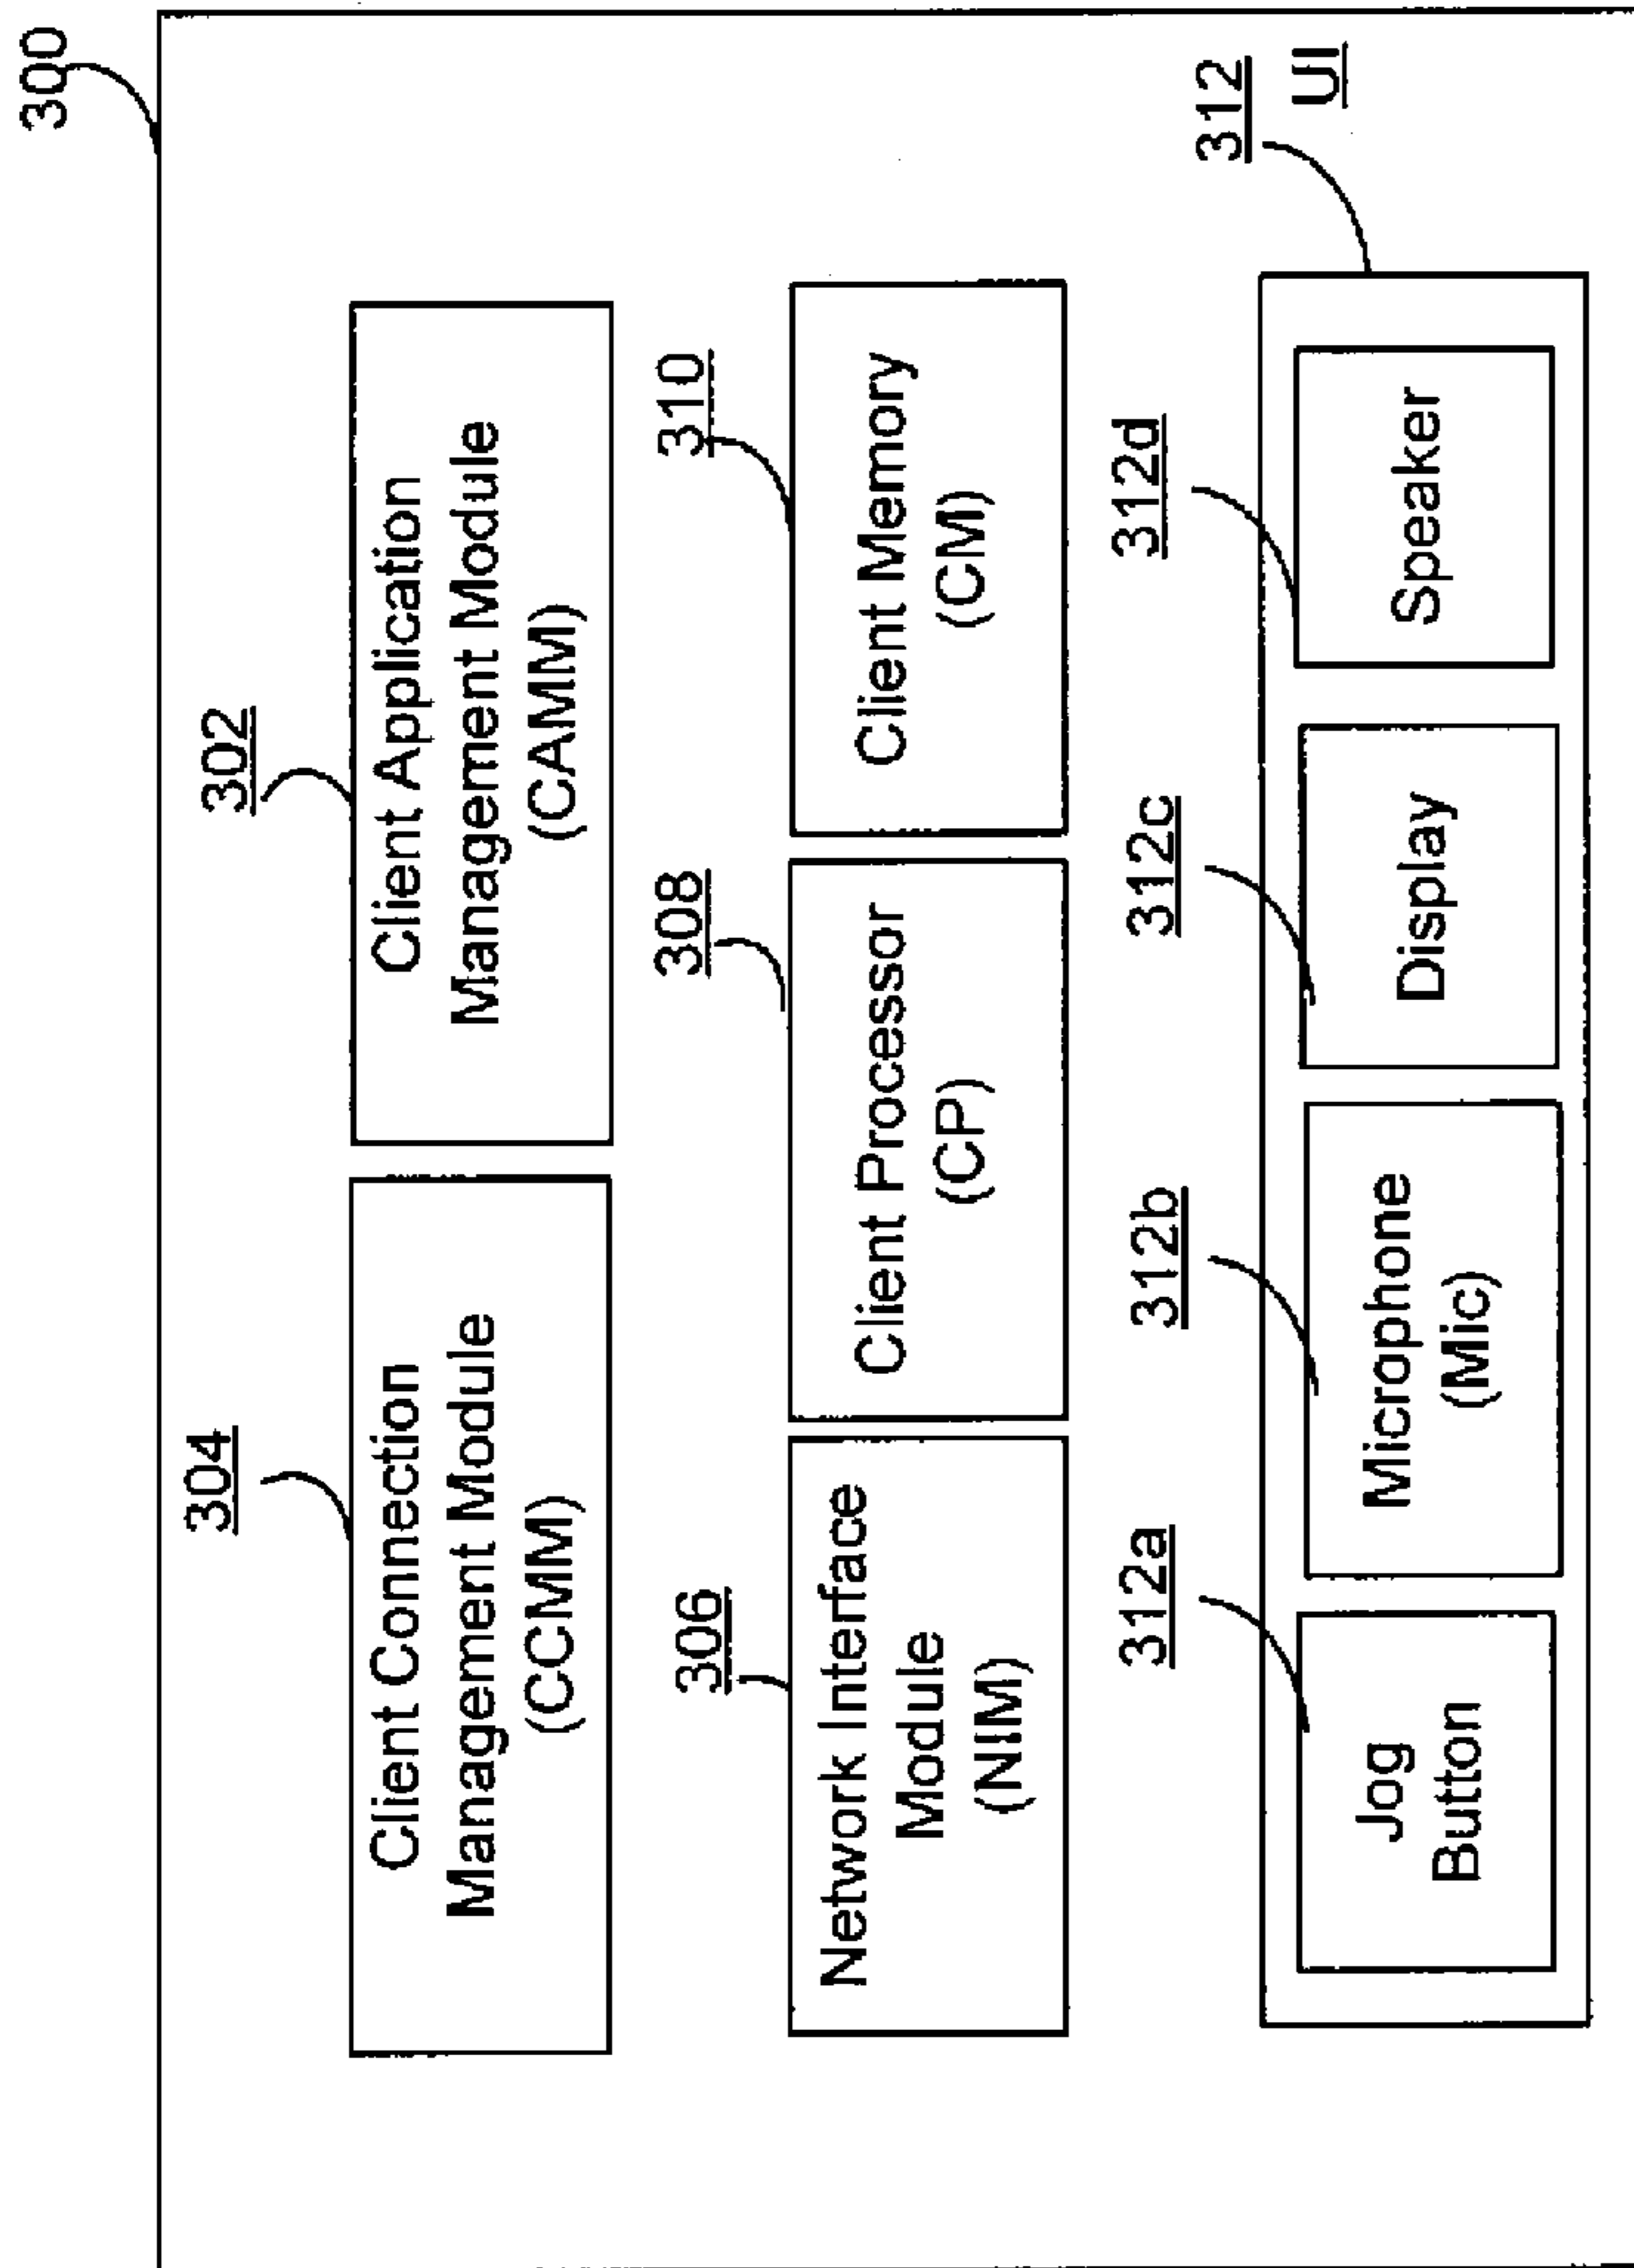 300
304
302
Client Connection
Management Module
(CCMM)
Client Application
Management Module
(CAMM)
306
308
310
Network Interface
Module
(NIM)
Client Processor
(CP)
Client Memory
(CM)
312a
312b
312c
312d
312
UI
Jog
Button
Microphone
(Mic)
Display
Speaker